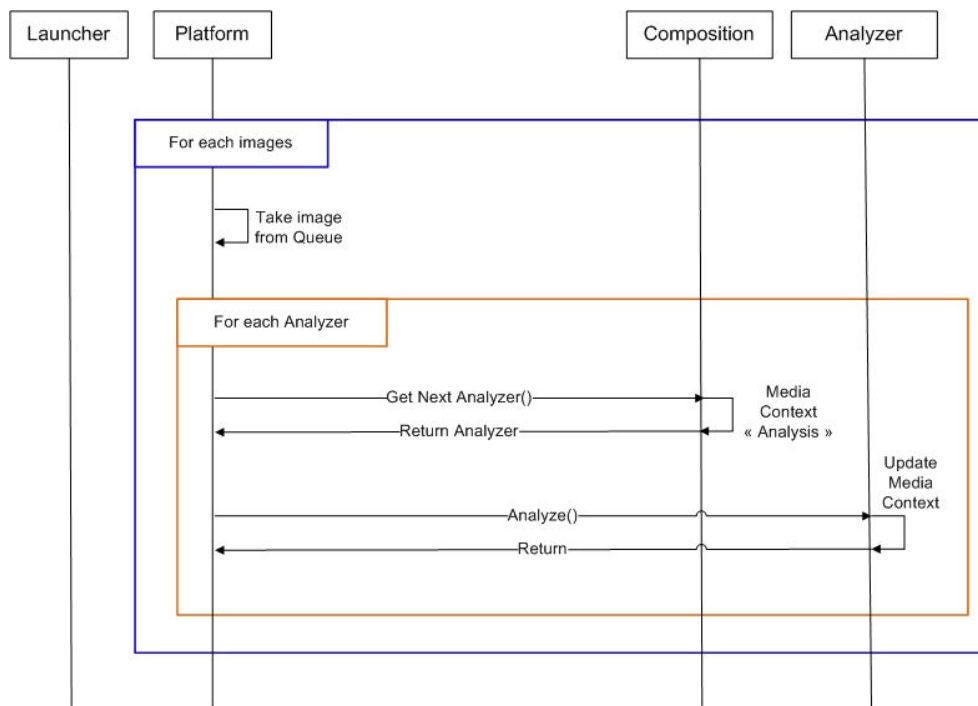 Launcher
Platform
Composition
Analyzer
For each images
Take image
from Queue
For each Analyzer
Get Next Analyzer()
Media
Context
« Analysis »
Return Analyzer
Update
Media
Context
Analyze()
Return